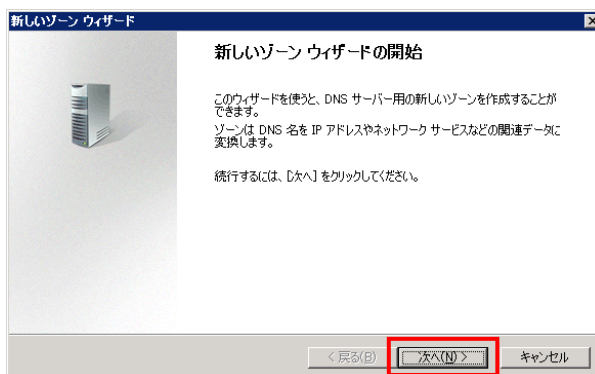 新しいゾーン ウィザード
新しいゾーン ウィザードの開始
このウィザードを使うと、DNS サーバー用の新しいゾーンを作成することが
できます。
ゾーンは DNS 名を IP アドレスやネットワーク サービスなどの関連データに
変換します。
続行するには、[次へ] をクリックしてください。
< 戻る(B)
次へ(N) >
キャンセル